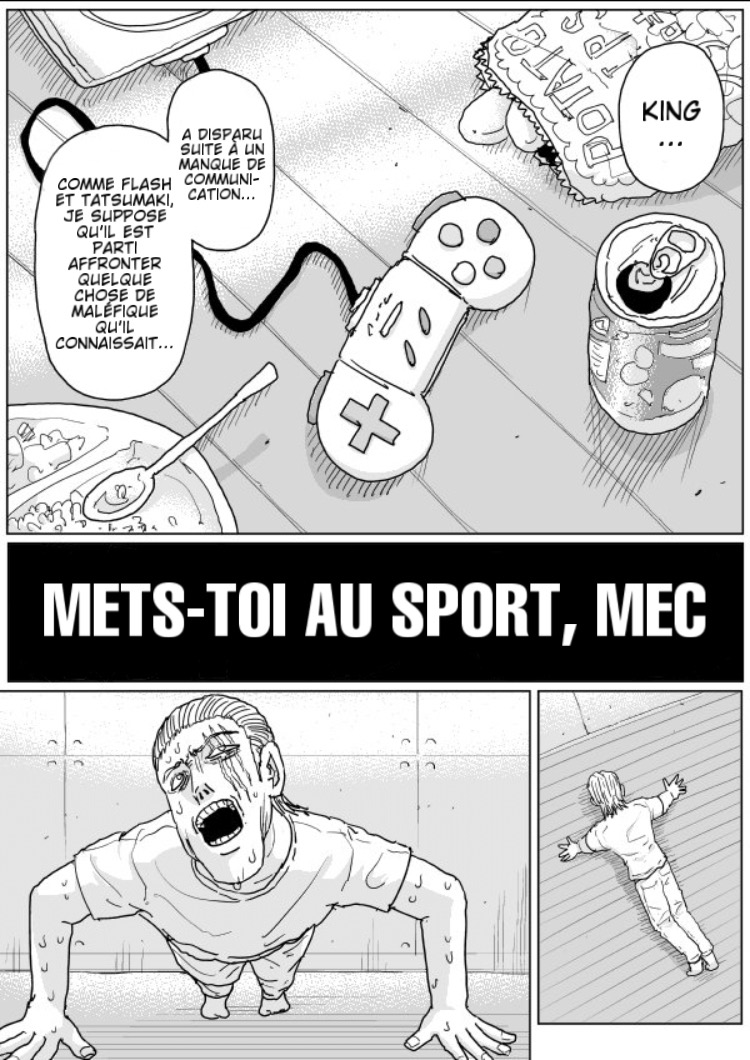 KING
...
A DISPARU
SUITE À UN
MANQUE DE
COMMUNI-
CATION...
COMME FLASH
ET TATSUMAKI,
JE SUPPOSE
QU'IL EST
PARTI
AFFRONTER
QUELQUE
CHOSE DE
MALÉFIQUE
QU'IL
CONNAISSAIT...
METS-TOI AU SPORT, MEC